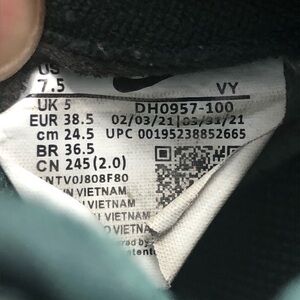 US
7.5 VY
UK 5 DH0957-100
EUR 38.5 02/03/21 03/31/21
cm 24.5 UPC 00195238852665
BR 36.5
CN 245(2.0)
NTV0J808F80
VIETNAM
VIETNAM